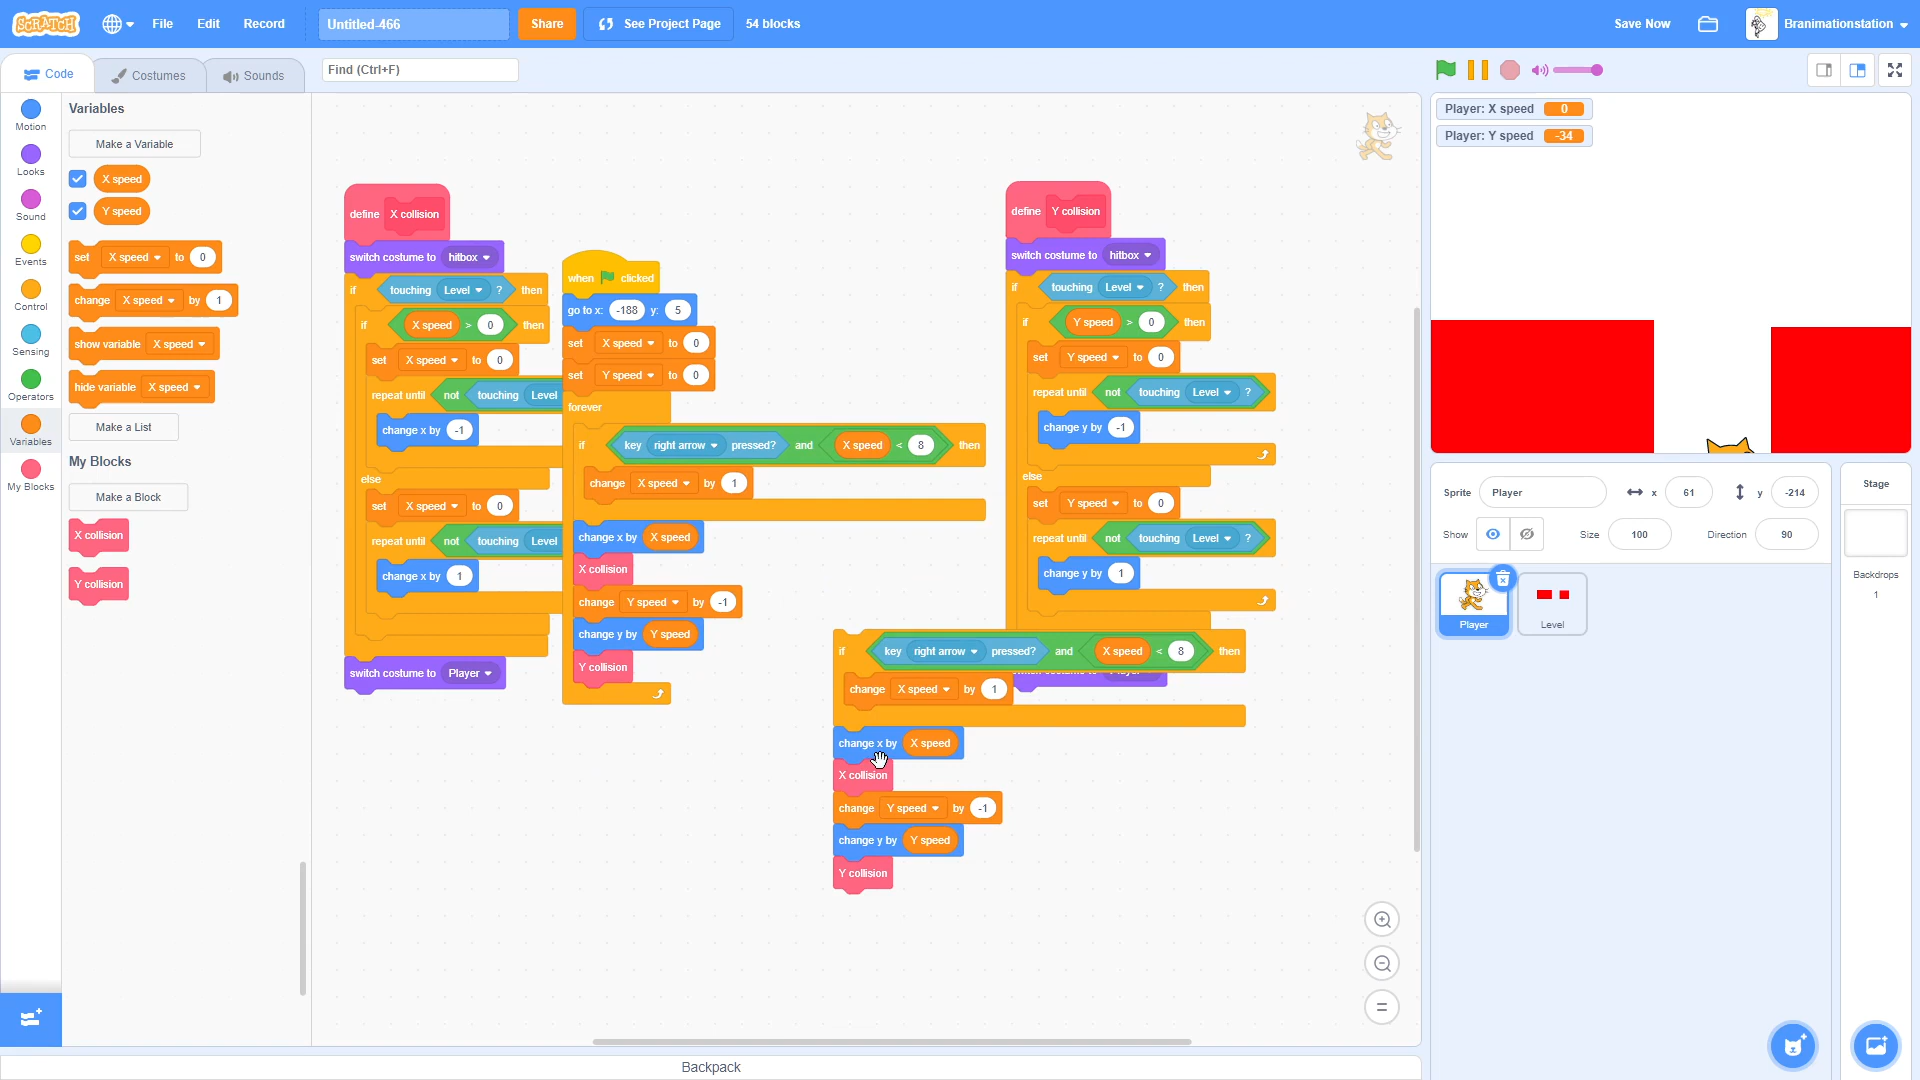 SCRATCH File Edit Record Untitled-466 Share See Project Page 54 blocks Save Now Branimationstation
Code Costumes Sounds Find (Ctrl+F)
Motion
Looks
Sound
Events
Control
Sensing
Operators
Variables
My Blocks
Variables
Make a Variable
X speed
Y speed
set X speed to 0
change X speed by 1
show variable X speed
hide variable X speed
Make a List
My Blocks
Make a Block
X collision
Y collision
define X collision
switch costume to hitbox
if touching Level ? then
if X speed > 0 then
set X speed to 0
repeat until not touching Level
change x by -1
else
set X speed to 0
repeat until not touching Level
change x by 1
switch costume to Player
when clicked
go to x: -188 y: 5
set X speed to 0
set Y speed to 0
forever
if key right arrow pressed? and X speed < 8 then
change X speed by 1
change x by X speed
X collision
change Y speed by -1
change y by Y speed
Y collision
define Y collision
switch costume to hitbox
if touching Level ? then
if Y speed > 0 then
set Y speed to 0
repeat until not touching Level ?
change y by -1
else
set Y speed to 0
repeat until not touching Level ?
change y by 1
if key right arrow pressed? and X speed < 8 then
change X speed by 1
change x by X speed
X collision
change Y speed by -1
change y by Y speed
Y collision
Backpack
Player: X speed 0
Player: Y speed -34
Sprite Player x 61 y -214
Show Size 100 Direction 90
Player Level
Stage
Backdrops
1